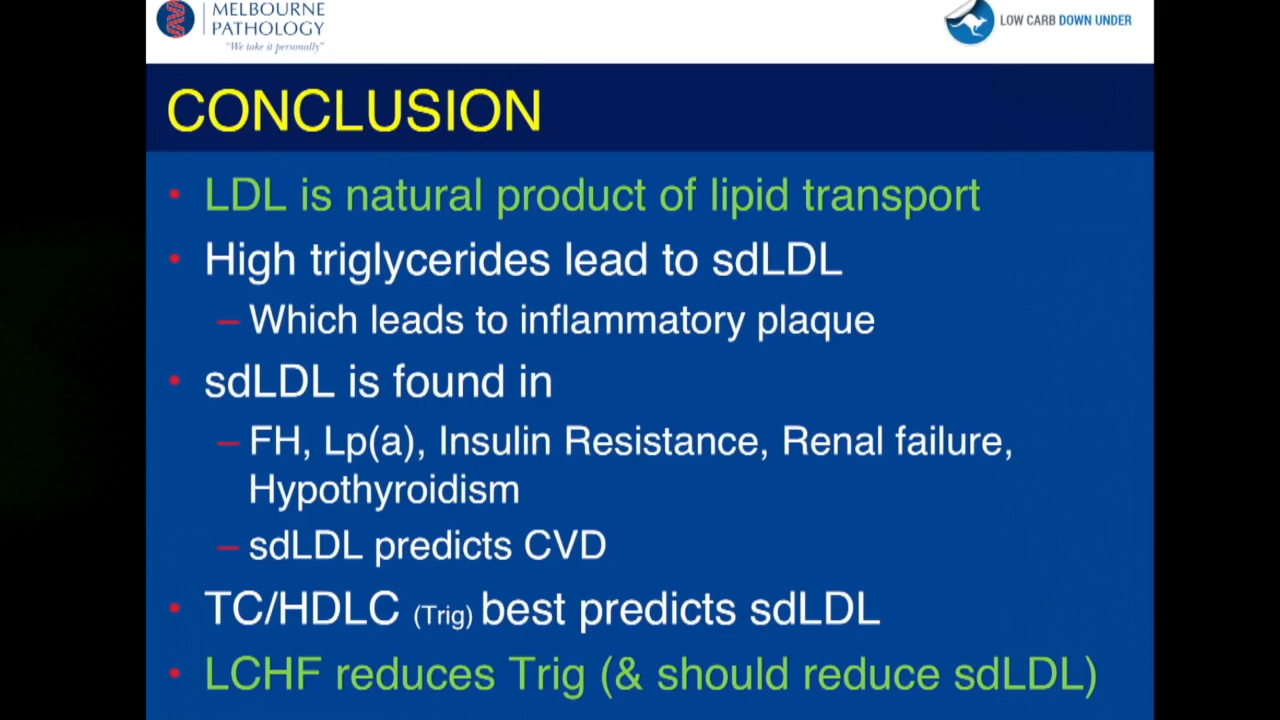 MELBOURNE
PATHOLOGY
"We take it personally"
LOW CARB DOWN UNDER
CONCLUSION
• LDL is natural product of lipid transport
• High triglycerides lead to sdLDL
– Which leads to inflammatory plaque
• sdLDL is found in
– FH, Lp(a), Insulin Resistance, Renal failure,
Hypothyroidism
– sdLDL predicts CVD
• TC/HDLC (Trig) best predicts sdLDL
• LCHF reduces Trig (& should reduce sdLDL)